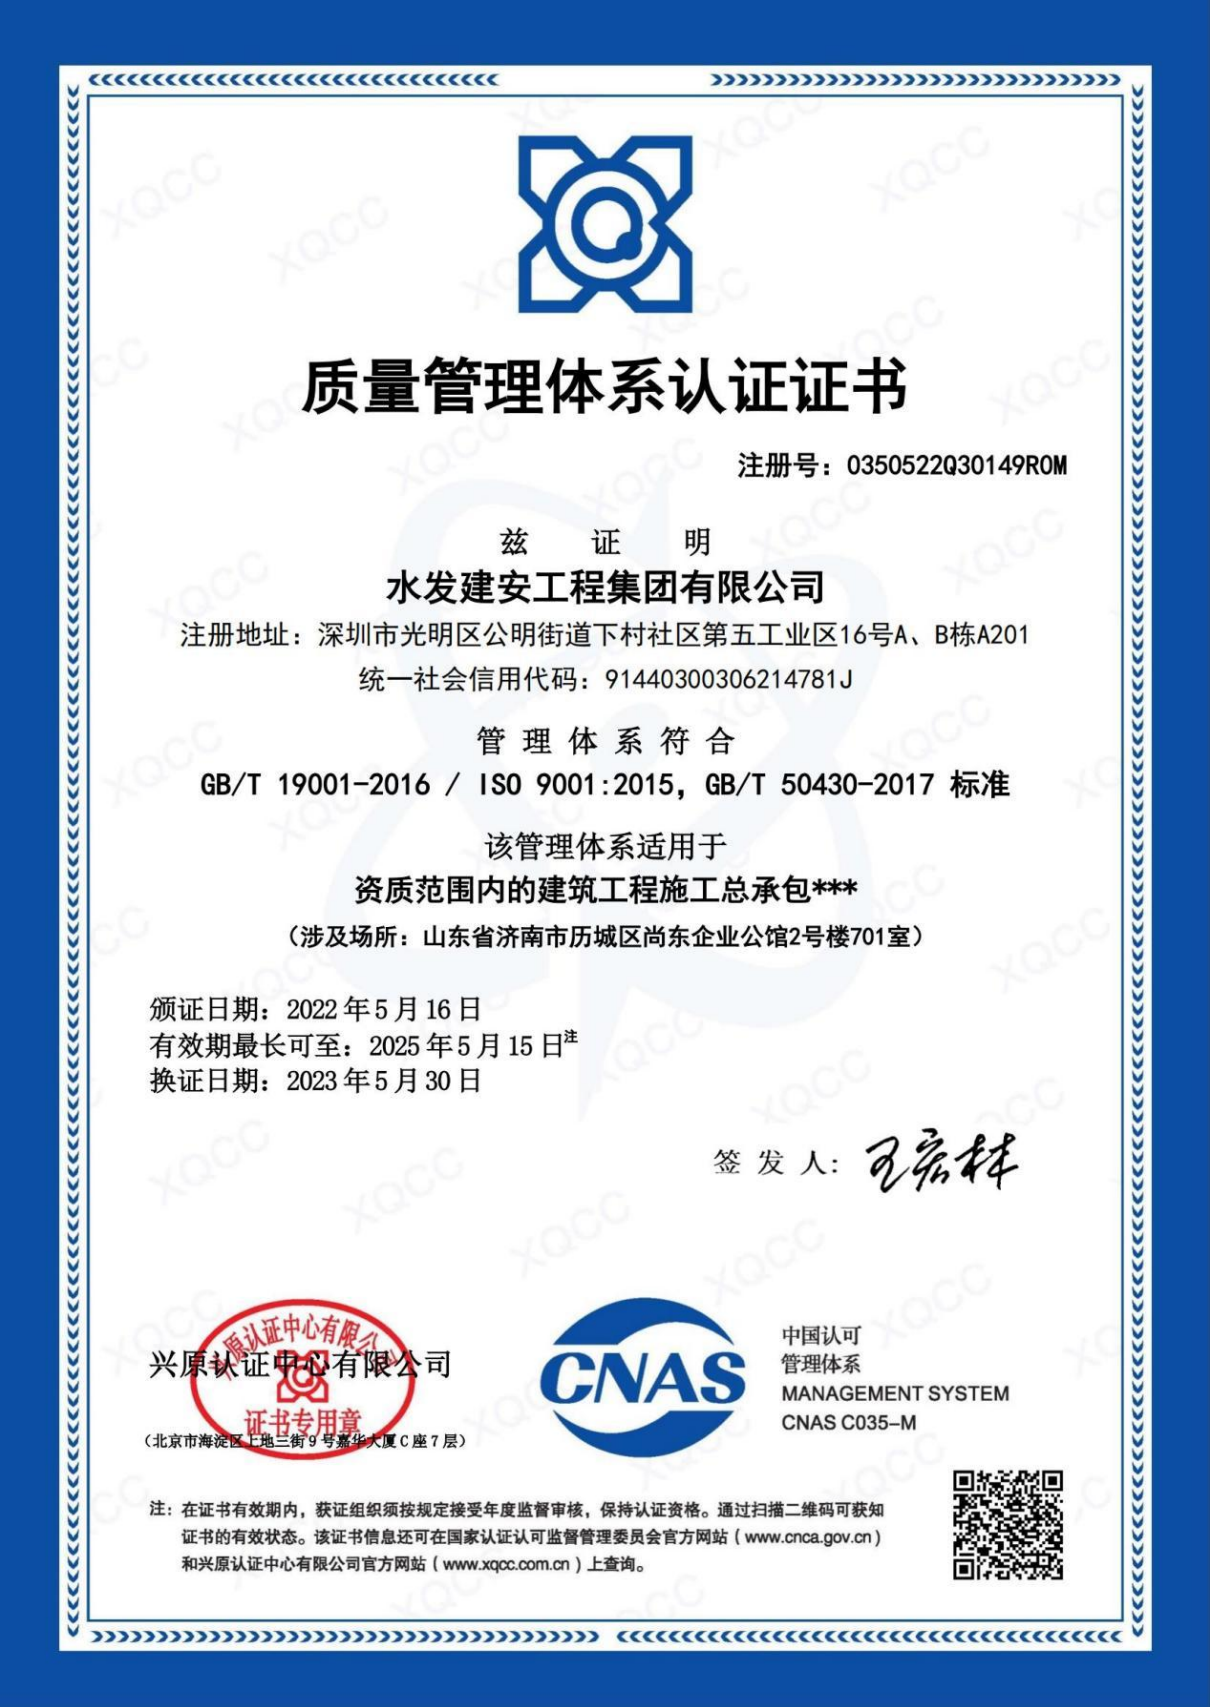 质量管理体系认证证书
注册号：0350522Q30149R0M
兹 证 明
水发建安工程集团有限公司
注册地址：深圳市光明区公明街道下村社区第五工业区16号A、B栋A201
统一社会信用代码：91440300306214781J
管 理 体 系 符 合
GB/T 19001-2016 / ISO 9001:2015，GB/T 50430-2017 标准
该管理体系适用于
资质范围内的建筑工程施工总承包***
（涉及场所：山东省济南市历城区尚东企业公馆2号楼701室）
颁证日期：2022年5月16日
有效期最长可至：2025年5月15日注
换证日期：2023年5月30日
签 发 人：王宏林
兴原认证中心有限公司
兴原认证中心有限公司
证书专用章
（北京市海淀区上地三街9号嘉华大厦C座7层）
CNAS
中国认可
管理体系
MANAGEMENT SYSTEM
CNAS C035-M
注：在证书有效期内，获证组织须按规定接受年度监督审核，保持认证资格。通过扫描二维码可获知
证书的有效状态。该证书信息还可在国家认证认可监督管理委员会官方网站（www.cnca.gov.cn）
和兴原认证中心有限公司官方网站（www.xqcc.com.cn）上查询。
XQCC